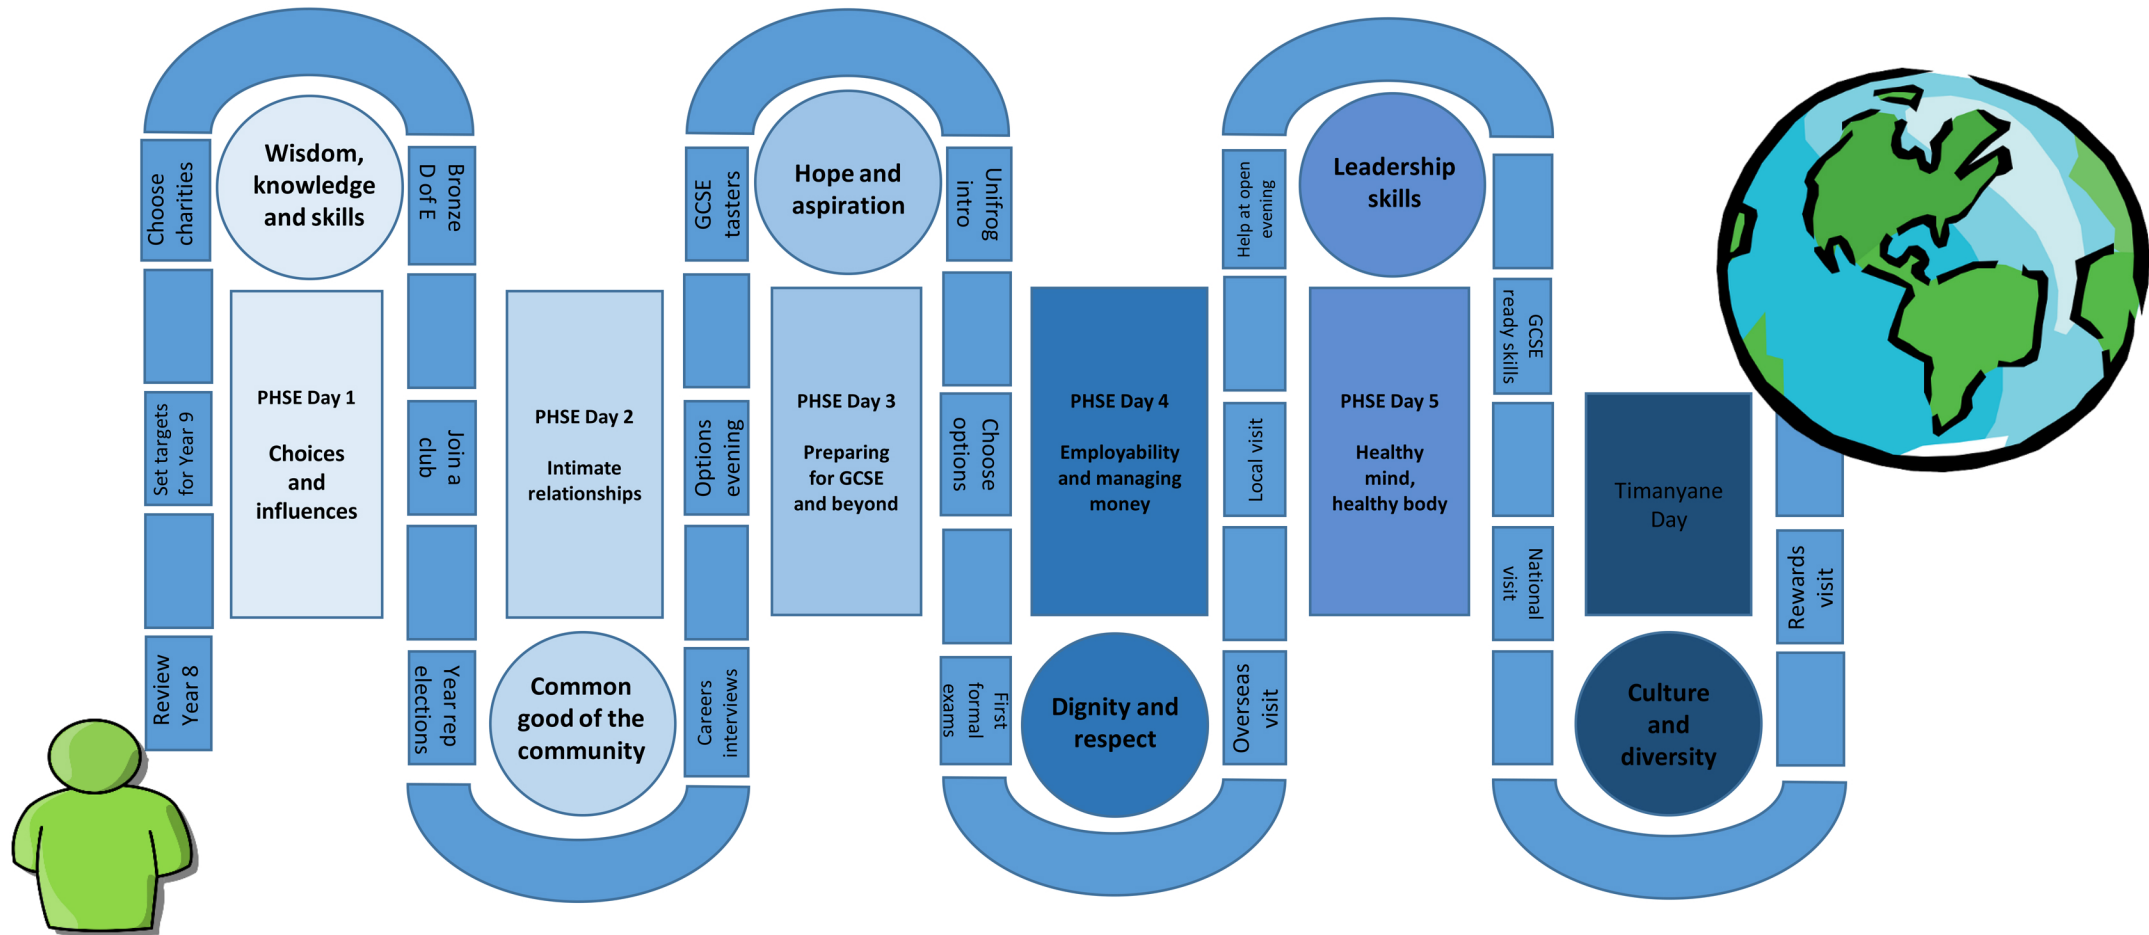 Review
Year 8
Set targets
for Year 9
Choose
charities
Wisdom,
knowledge
and skills
PHSE Day 1
Choices
and
influences
Bronze
D of E
Join a
club
Year rep
elections
PHSE Day 2
Intimate
relationships
Common
good of the
community
Careers
interviews
Options
evening
GCSE
tasters
Hope and
aspiration
PHSE Day 3
Preparing
for GCSE
and beyond
Unifrog
intro
Choose
options
First
formal
exams
PHSE Day 4
Employability
and managing
money
Dignity and
respect
Overseas
visit
Local visit
Help at open
evening
Leadership
skills
PHSE Day 5
Healthy
mind,
healthy body
GCSE
ready skills
National
visit
Timanyane
Day
Culture
and
diversity
Rewards
visit